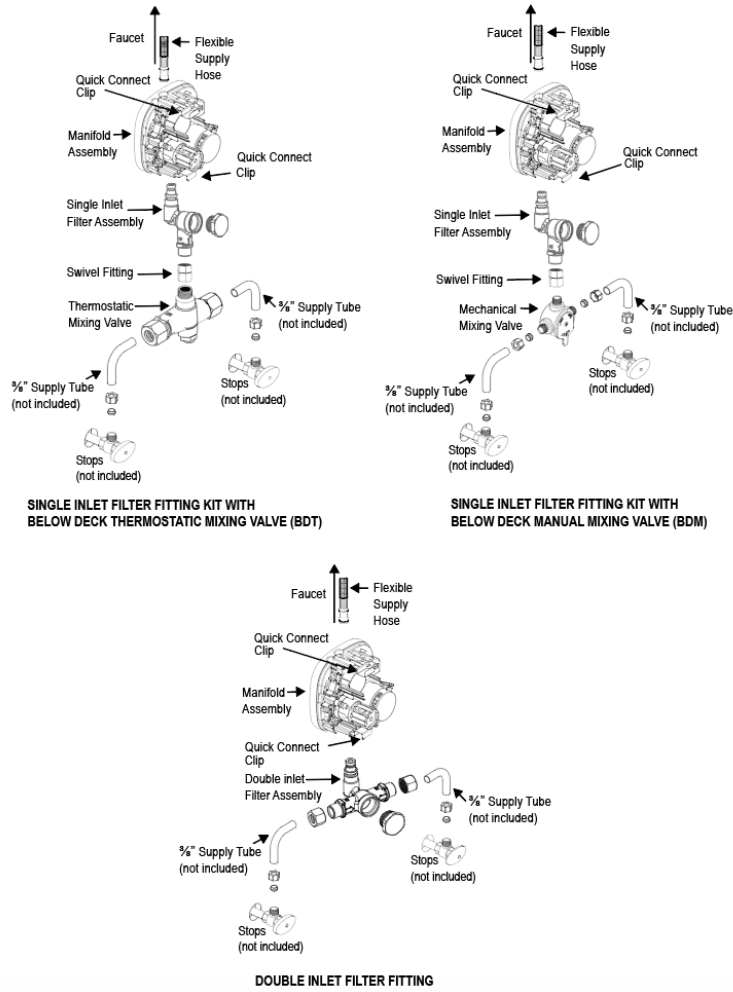 Faucet
Flexible
Supply
Hose
Quick Connect
Clip
Manifold
Assembly
Quick Connect
Clip
Single Inlet
Filter Assembly
Swivel Fitting
Thermostatic
Mixing Valve
⅜" Supply Tube
(not included)
⅜" Supply Tube
(not included)
Stops
(not included)
Stops
(not included)
SINGLE INLET FILTER FITTING KIT WITH
BELOW DECK THERMOSTATIC MIXING VALVE (BDT)
Faucet
Flexible
Supply
Hose
Quick Connect
Clip
Manifold
Assembly
Quick Connect
Clip
Single Inlet
Filter Assembly
Swivel Fitting
Mechanical
Mixing Valve
⅜" Supply Tube
(not included)
Stops
(not included)
⅜" Supply Tube
(not included)
Stops
(not included)
SINGLE INLET FILTER FITTING KIT WITH
BELOW DECK MANUAL MIXING VALVE (BDM)
Faucet
Flexible
Supply
Hose
Quick Connect
Clip
Manifold
Assembly
Quick Connect
Clip
Double inlet
Filter Assembly
⅜" Supply Tube
(not included)
⅜" Supply Tube
(not included)
Stops
(not included)
Stops
(not included)
DOUBLE INLET FILTER FITTING